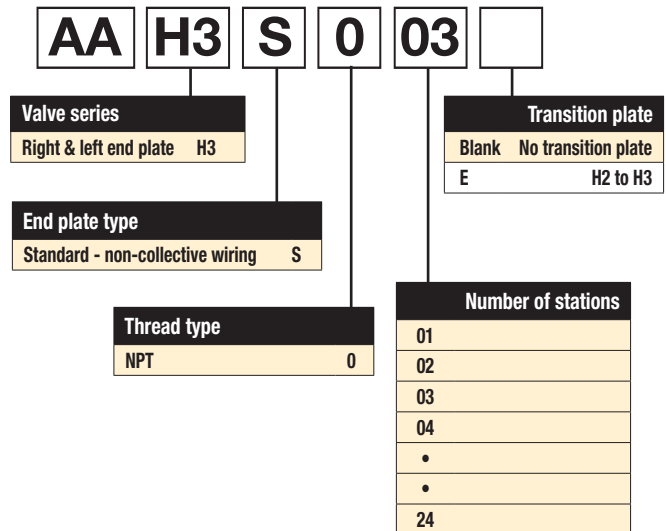 AA H3 S 0 03
Valve series
Right & left end plate H3
Transition plate
Blank No transition plate
E H2 to H3
End plate type
Standard - non-collective wiring S
Thread type
NPT 0
Number of stations
01
02
03
04
•
•
24